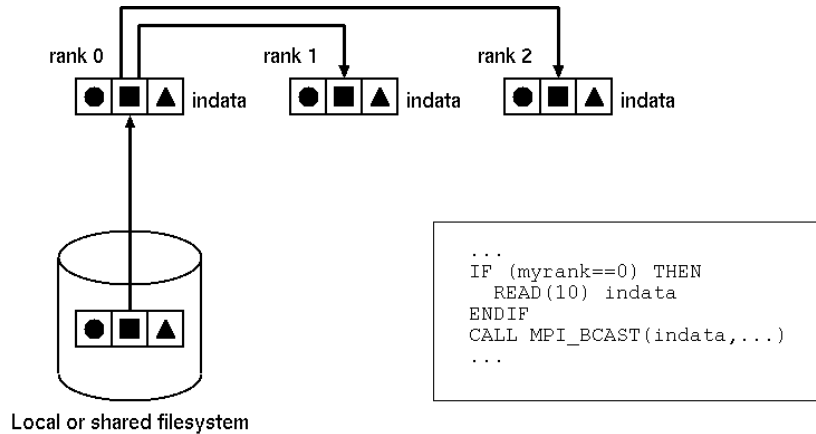 rank 0
rank 1
rank 2
indata
indata
indata
...
IF (myrank==0) THEN
READ(10) indata
ENDIF
CALL MPI_BCAST(indata,...)
...
Local or shared filesystem